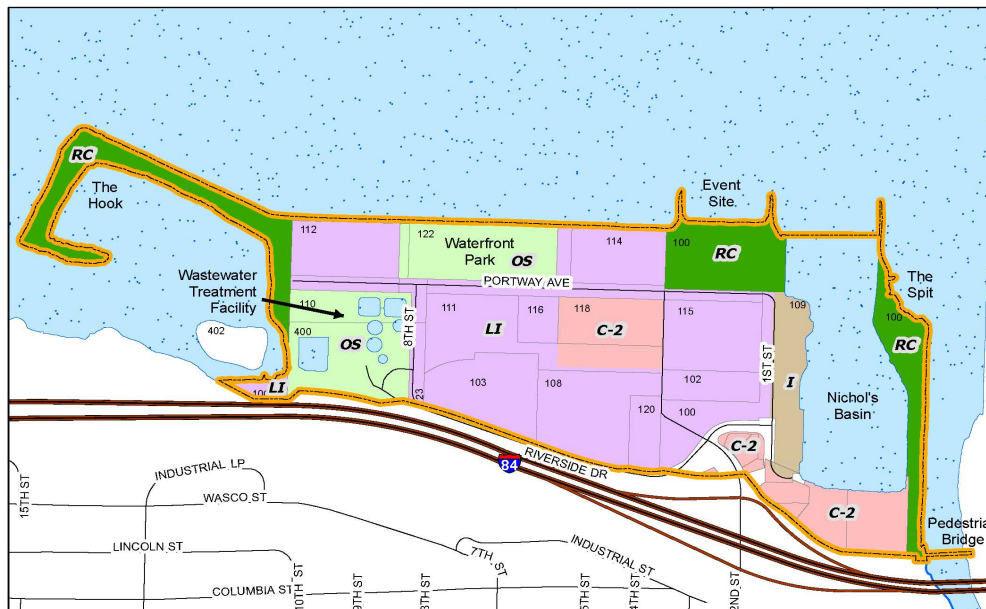 RC
The
Hook
Event
Site
112
122
Waterfront
Park
OS
114
100
RC
PORTWAY AVE
The
Spit
Wastewater
Treatment
Facility
110
111
116
118
115
109
100
402
400
OS
8TH ST
LI
C-2
1ST ST
I
RC
LI
103
108
102
Nichol's
Basin
23
120
100
C-2
RIVERSIDE DR
84
C-2
15TH ST
INDUSTRIAL LP
WASCO ST
Bridge
LINCOLN ST
7TH ST
INDUSTRIAL ST
COLUMBIA ST
10TH ST
9TH ST
8TH ST
5TH ST
4TH ST
2ND ST